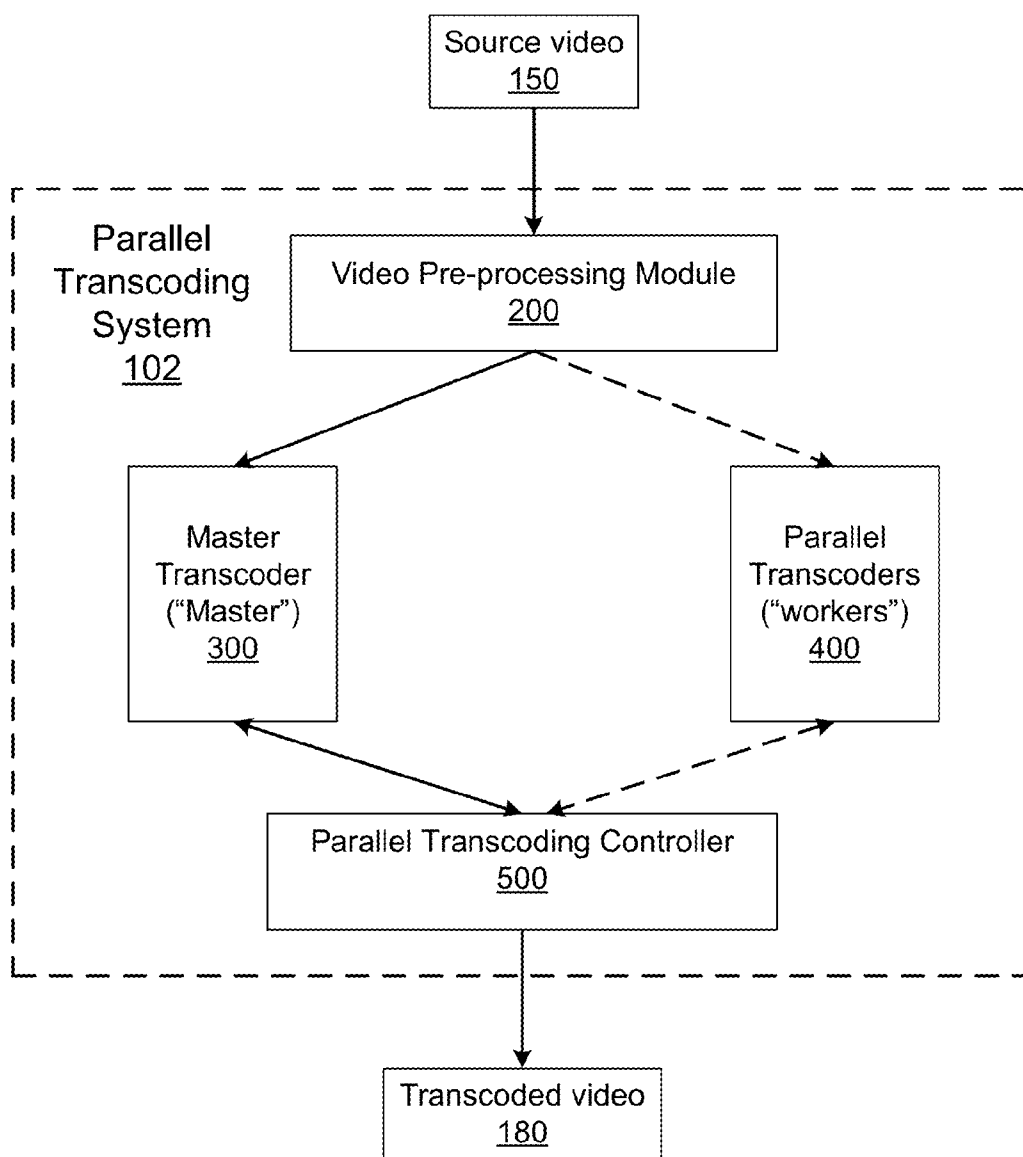 Source video
150
Parallel
Transcoding
System
102
Video Pre-processing Module
200
Master
Transcoder
(“Master”)
300
Parallel
Transcoders
(“workers”)
400
Parallel Transcoding Controller
500
Transcoded video
180